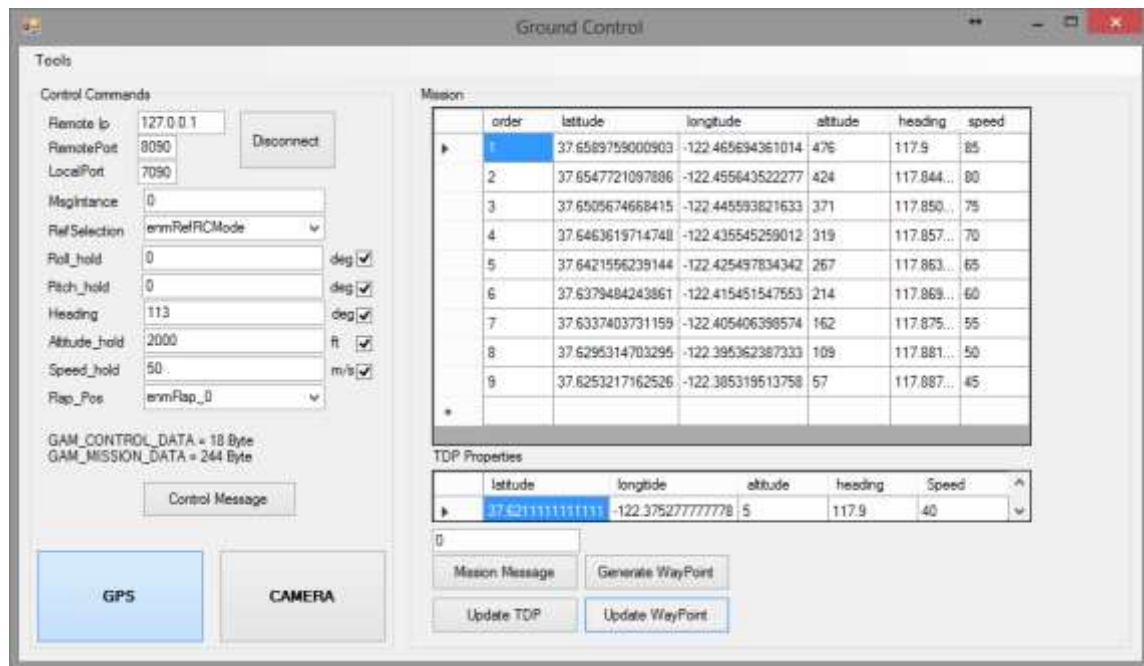 Ground Control
Tools
Control Commands
Remote Ip 127.0.0.1
RemotePort 8090
Disconnect
LocalPort 7090
MsgIntance 0
RefSelection enmRefRCMode
Roll_hold 0 deg
Pitch_hold 0 deg
Heading 113 deg
Altitude_hold 2000 ft
Speed_hold 50 m/s
Flap_Pos enmFlap_0
GAM_CONTROL_DATA = 18 Byte
GAM_MISSION_DATA = 244 Byte
Control Message
GPS CAMERA
Mission
order latitude longitude altitude heading speed
1 37.6589759000903 -122.465694361014 476 117.9 85
2 37.6547721097886 -122.455643522277 424 117.844... 80
3 37.6505674668415 -122.445593821633 371 117.850... 75
4 37.6463619714748 -122.435545259012 319 117.857... 70
5 37.6421556239144 -122.425497834342 267 117.863... 65
6 37.6379484243861 -122.415451547553 214 117.869... 60
7 37.6337403731159 -122.405406398574 162 117.875... 55
8 37.6295314703295 -122.395362387333 109 117.881... 50
9 37.6253217162526 -122.385319513758 57 117.887... 45
*
TDP Properties
latitude longitide altitude heading Speed
37.6211111111111 -122.375277777778 5 117.9 40
0
Mission Message Generate WayPoint
Update TDP Update WayPoint